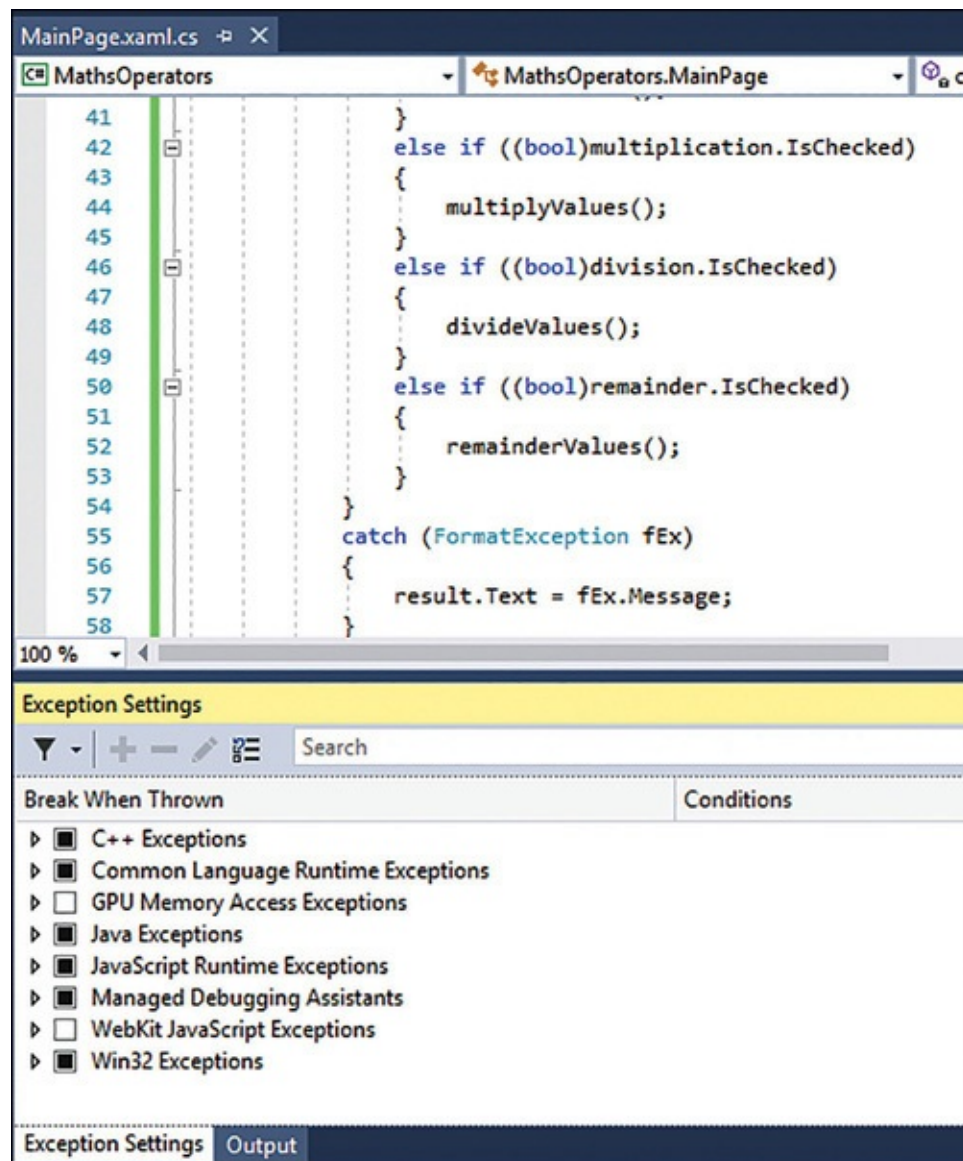 MainPage.xaml.cs
C# MathsOperators MathsOperators.MainPage
41 }
42 else if ((bool)multiplication.IsChecked)
43 {
44 multiplyValues();
45 }
46 else if ((bool)division.IsChecked)
47 {
48 divideValues();
49 }
50 else if ((bool)remainder.IsChecked)
51 {
52 remainderValues();
53 }
54 }
55 catch (FormatException fEx)
56 {
57 result.Text = fEx.Message;
58 }
100 %
Exception Settings
Search
Break When Thrown Conditions
C++ Exceptions
Common Language Runtime Exceptions
GPU Memory Access Exceptions
Java Exceptions
JavaScript Runtime Exceptions
Managed Debugging Assistants
WebKit JavaScript Exceptions
Win32 Exceptions
Exception Settings Output